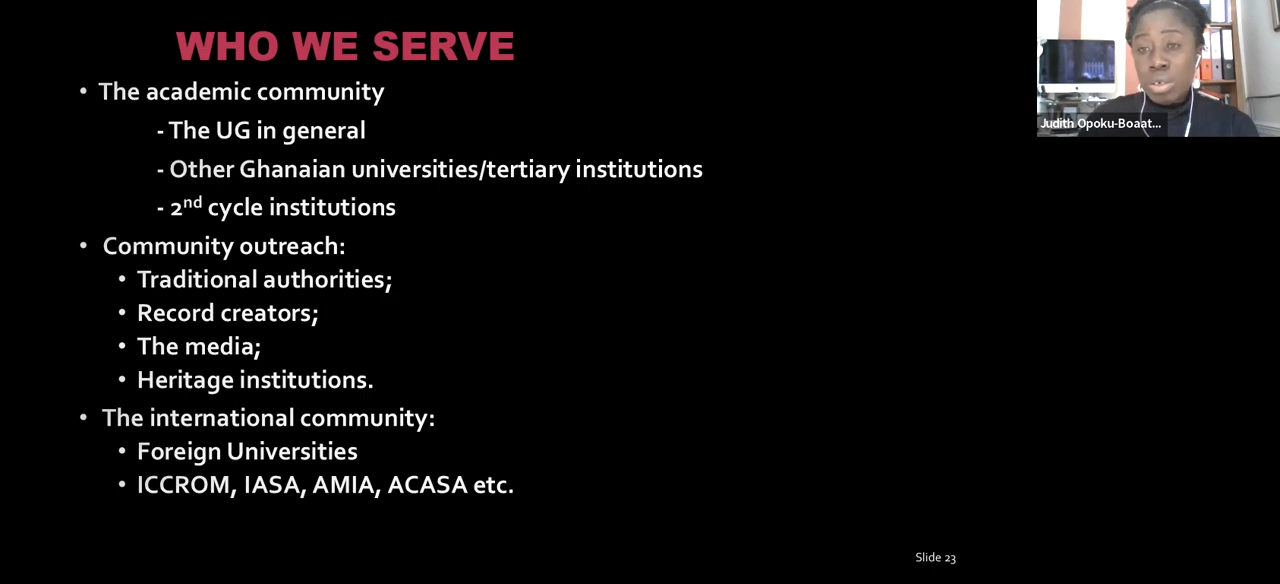 WHO WE SERVE
• The academic community
- The UG in general
- Other Ghanaian universities/tertiary institutions
- 2nd cycle institutions
• Community outreach:
• Traditional authorities;
• Record creators;
• The media;
• Heritage institutions.
• The international community:
• Foreign Universities
• ICCROM, IASA, AMIA, ACASA etc.
Slide 23
Judith Opoku-Boaat...